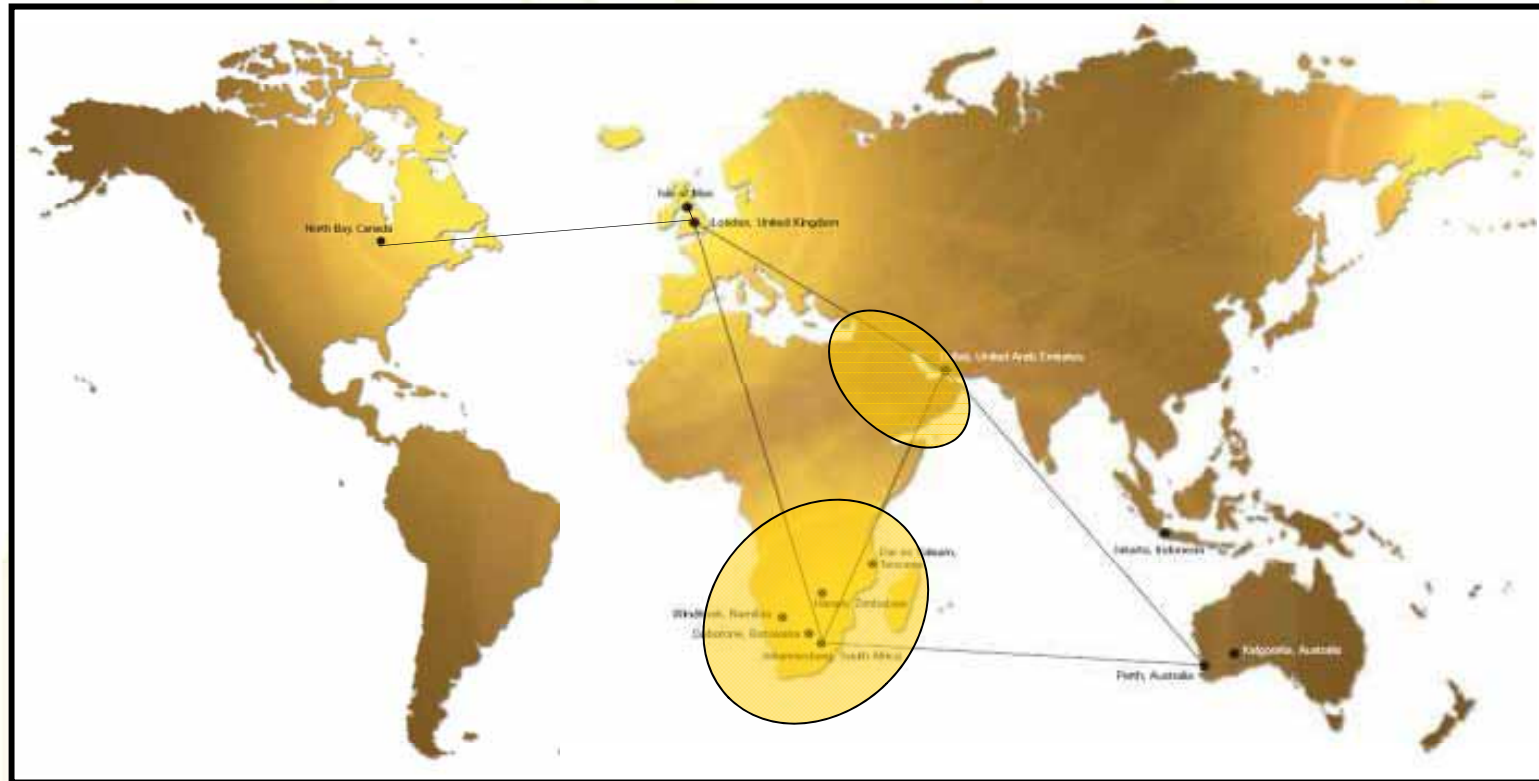 Isle of Man
North Bay, Canada
London, United Kingdom
Dubai, United Arab Emirates
Jakarta, Indonesia
Dar es Salaam,
Tanzania
Harare, Zimbabwe
Windhoek, Namibia
Gaborone, Botswana
Johannesburg, South Africa
Kalgoorlie, Australia
Perth, Australia